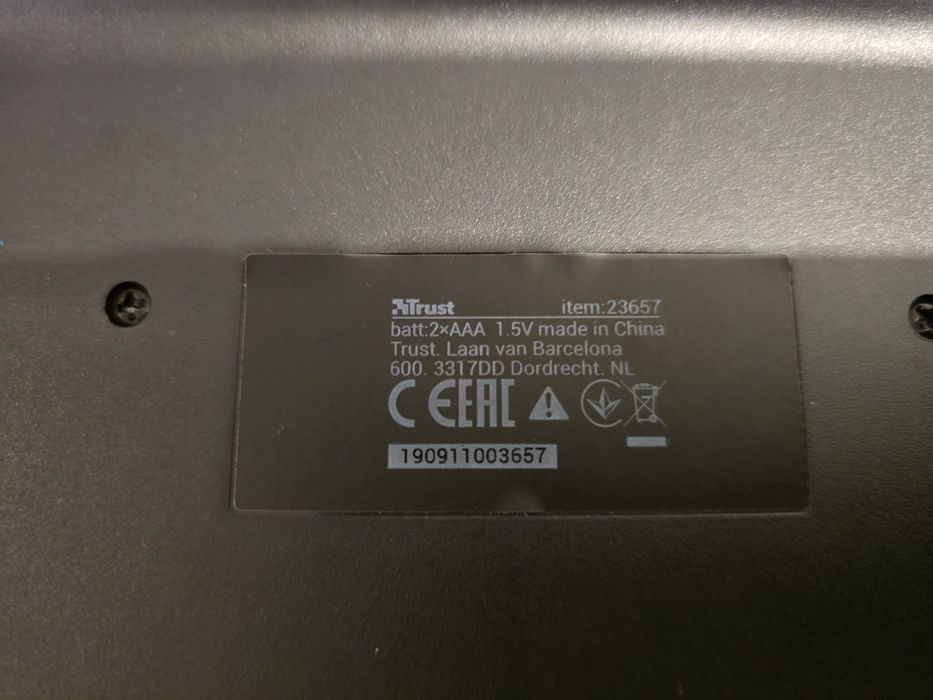 Trust item:23657
batt:2×AAA 1.5V made in China
Trust. Laan van Barcelona
600. 3317DD Dordrecht. NL
CE EAC
190911003657